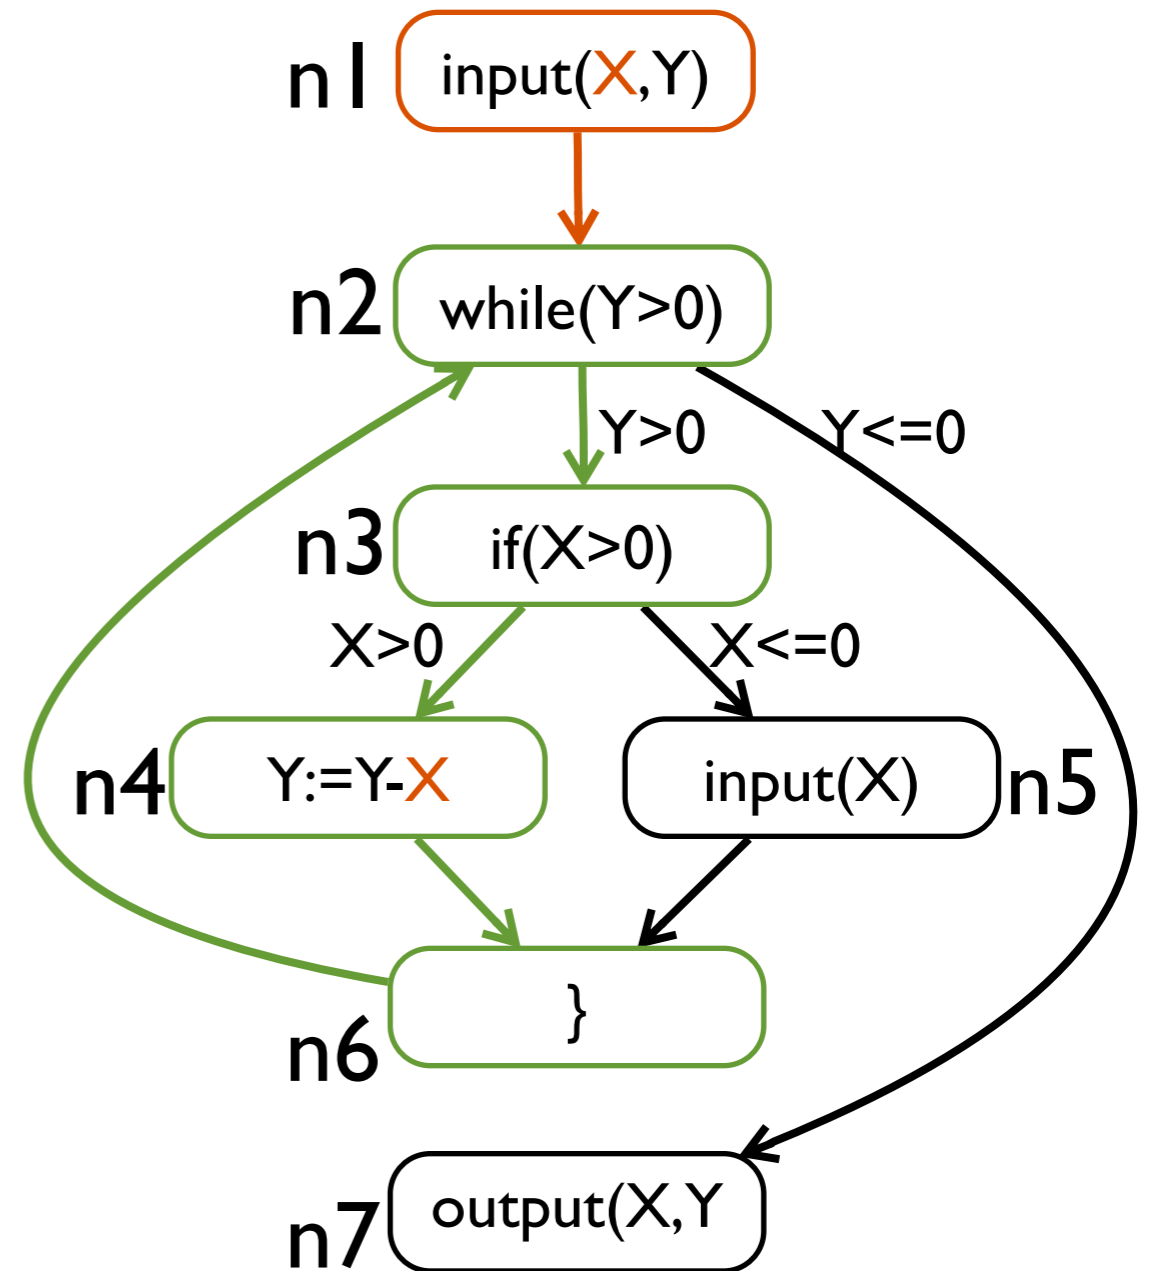 n1 input(X,Y)
n2 while(Y>0)
Y>0 Y<=0
n3 if(X>0)
X>0 X<=0
n4 Y:=Y-X input(X) n5
}
n6
n7 output(X,Y